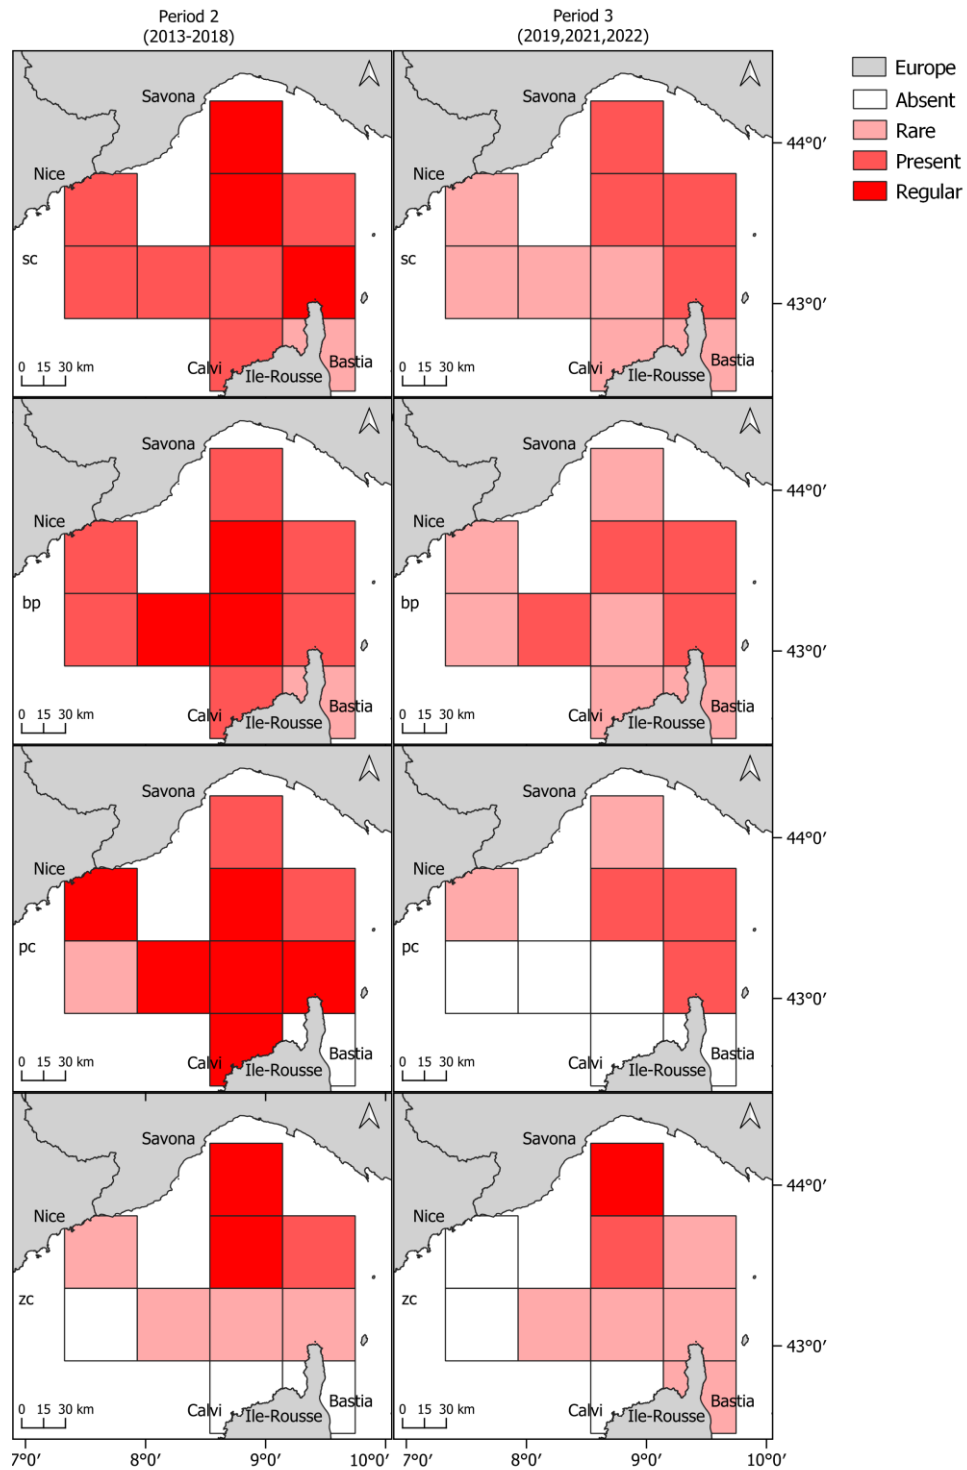 Period 2
(2013-2018)
Period 3
(2019,2021,2022)
Europe
Absent
Rare
Present
Regular
Savona
Nice
sc
Calvi
Ile-Rousse
Bastia
0 15 30 km
Savona
Nice
sc
Calvi
Ile-Rousse
Bastia
0 15 30 km
44°0′
43°0′
Savona
Nice
bp
Calvi
Ile-Rousse
Bastia
0 15 30 km
Savona
Nice
bp
Calvi
Ile-Rousse
Bastia
0 15 30 km
44°0′
43°0′
Savona
Nice
pc
Calvi
Ile-Rousse
Bastia
0 15 30 km
Savona
Nice
pc
Calvi
Ile-Rousse
Bastia
0 15 30 km
44°0′
43°0′
Savona
Nice
zc
Calvi
Ile-Rousse
Bastia
0 15 30 km
Savona
Nice
zc
Calvi
Ile-Rousse
Bastia
0 15 30 km
44°0′
43°0′
7°0′ 8°0′ 9°0′ 10°0′
7°0′ 8°0′ 9°0′ 10°0′